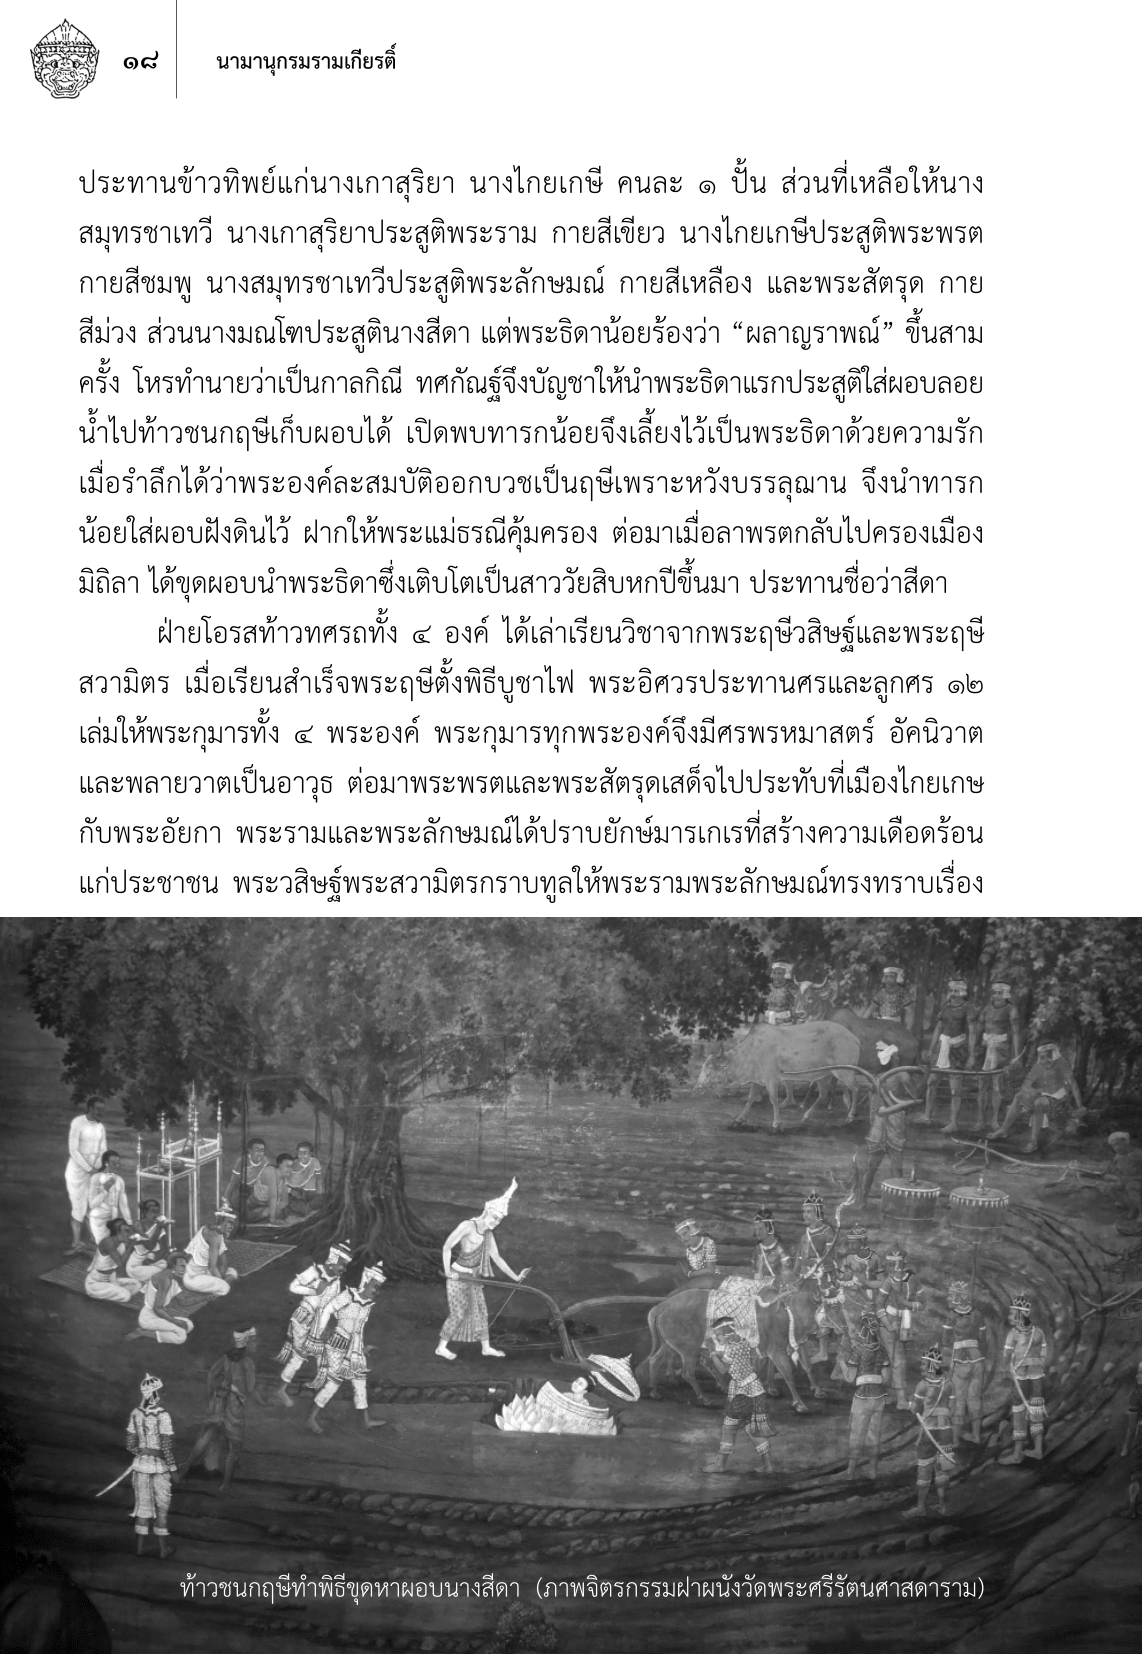 ๑๘
นามานุกรมรามเกียรติ์
ประทานข้าวทิพย์แก่นางเกาสุริยา นางไกยเกษี คนละ ๑ ปั้น ส่วนที่เหลือให้นาง
สมุทรชาเทวี นางเกาสุริยาประสูติพระราม กายสีเขียว นางไกยเกษีประสูติพระพรต
กายสีชมพู นางสมุทรชาเทวีประสูติพระลักษมณ์ กายสีเหลือง และพระสัตรุด กาย
สีม่วง ส่วนนางมณโฑประสูตินางสีดา แต่พระธิดาน้อยร้องว่า “ผลาญราพณ์” ขึ้นสาม
ครั้ง โหรทำนายว่าเป็นกาลกิณี ทศกัณฐ์จึงบัญชาให้นำพระธิดาแรกประสูติใส่ผอบลอย
น้ำไปท้าวชนกฤษีเก็บผอบได้ เปิดพบทารกน้อยจึงเลี้ยงไว้เป็นพระธิดาด้วยความรัก
เมื่อรำลึกได้ว่าพระองค์ละสมบัติออกบวชเป็นฤษีเพราะหวังบรรลุฌาน จึงนำทารก
น้อยใส่ผอบฝังดินไว้ ฝากให้พระแม่ธรณีคุ้มครอง ต่อมาเมื่อลาพรตกลับไปครองเมือง
มิถิลา ได้ขุดผอบนำพระธิดาซึ่งเติบโตเป็นสาววัยสิบหกปีขึ้นมา ประทานชื่อว่าสีดา
ฝ่ายโอรสท้าวทศรถทั้ง ๔ องค์ ได้เล่าเรียนวิชาจากพระฤษีวสิษฐ์และพระฤษี
สวามิตร เมื่อเรียนสำเร็จพระฤษีตั้งพิธีบูชาไฟ พระอิศวรประทานศรและลูกศร ๑๒
เล่มให้พระกุมารทั้ง ๔ พระองค์ พระกุมารทุกพระองค์จึงมีศรพรหมาสตร์ อัคนิวาต
และพลายวาตเป็นอาวุธ ต่อมาพระพรตและพระสัตรุดเสด็จไปประทับที่เมืองไกยเกษ
กับพระอัยกา พระรามและพระลักษมณ์ได้ปราบยักษ์มารเกเรที่สร้างความเดือดร้อน
แก่ประชาชน พระวสิษฐ์พระสวามิตรกราบทูลให้พระรามพระลักษมณ์ทรงทราบเรื่อง
ท้าวชนกฤษีทำพิธีขุดหาผอบนางสีดา (ภาพจิตรกรรมฝาผนังวัดพระศรีรัตนศาสดาราม)